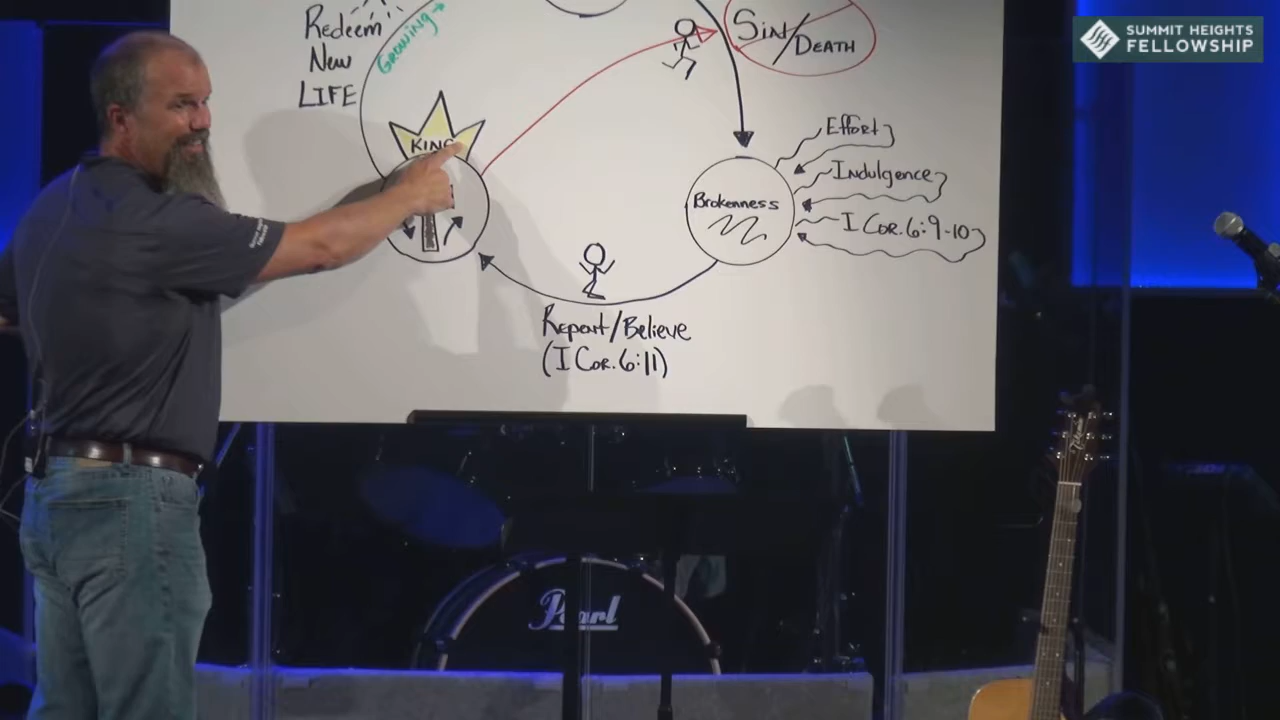 SUMMIT HEIGHTS
FELLOWSHIP
Redeem
New
LIFE
GROWING
SIN/DEATH
KING
Effort
Indulgence
I COR. 6:9-10
BROKENNESS
Repent/Believe
(I COR. 6:11)
Pearl